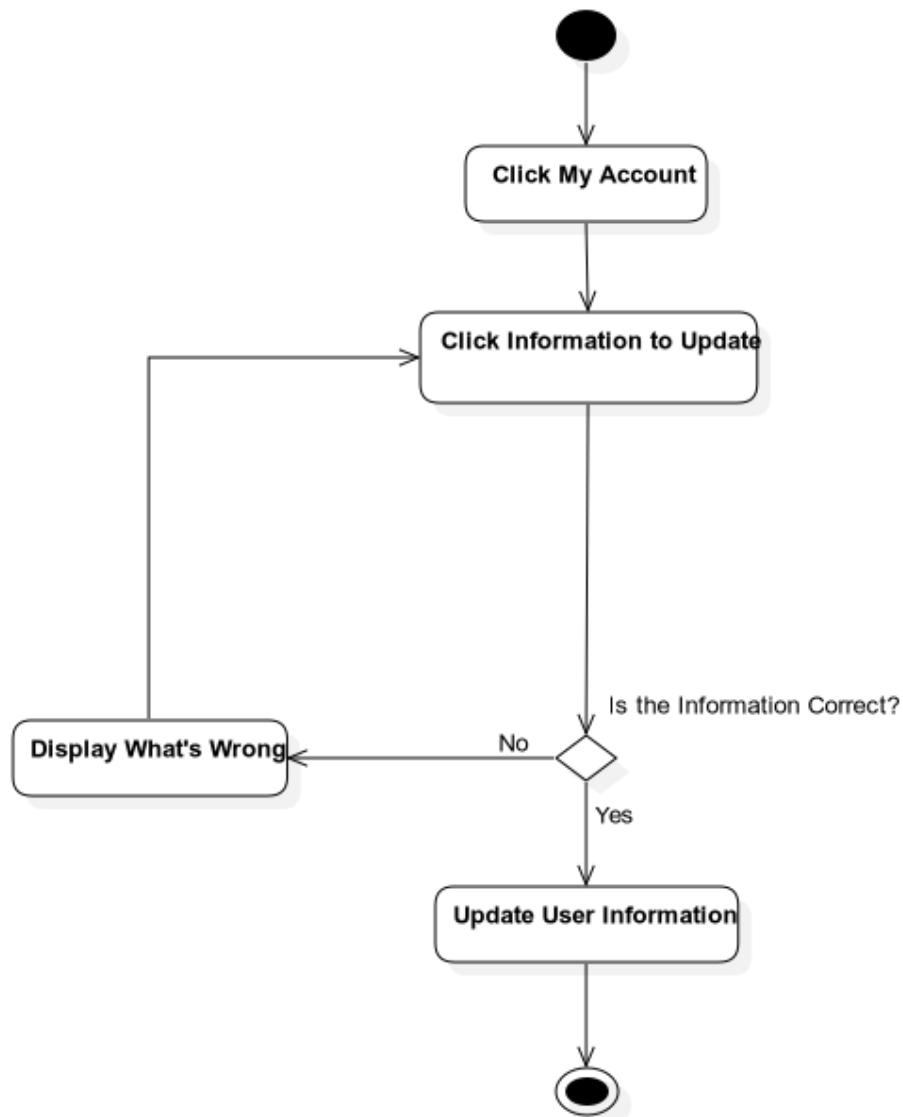 Click My Account
Click Information to Update
Is the Information Correct?
No
Display What's Wrong
Yes
Update User Information